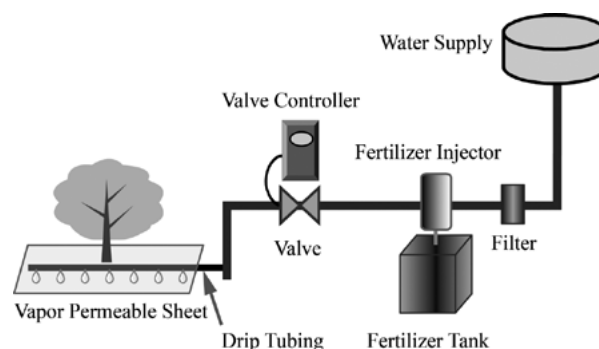 Water Supply
Valve Controller
Fertilizer Injector
Valve
Filter
Vapor Permeable Sheet
Drip Tubing
Fertilizer Tank